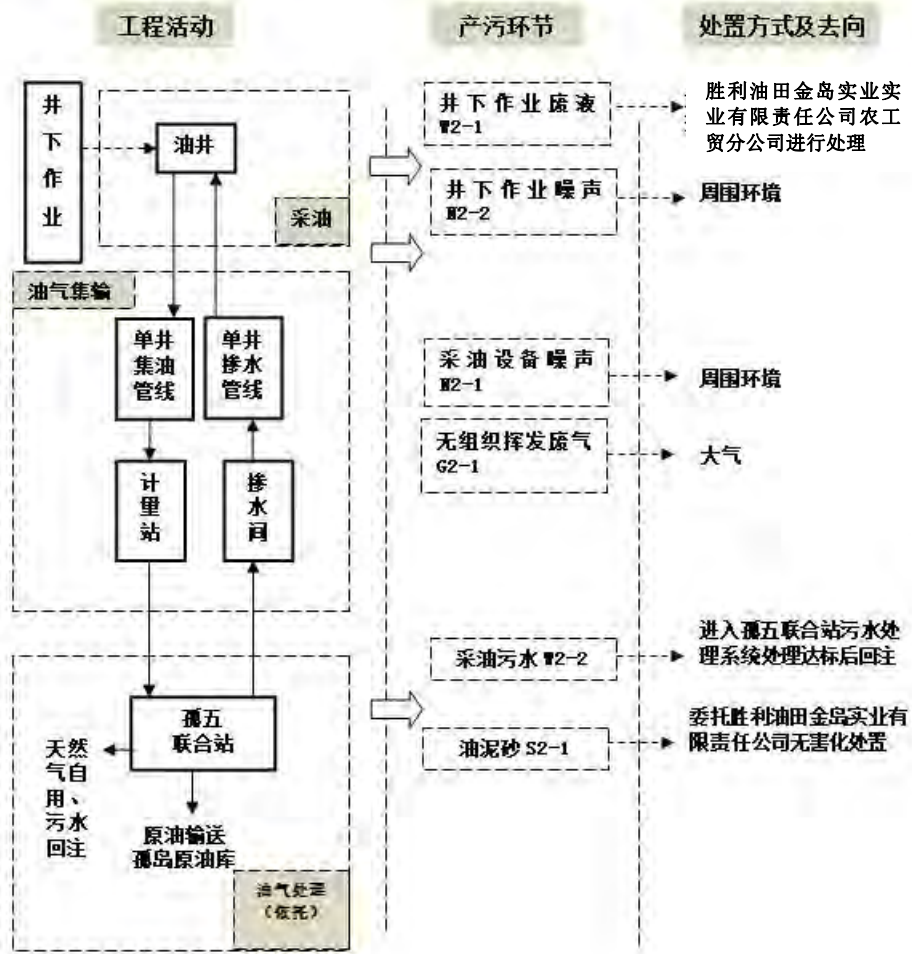 工程活动
产污环节
处置方式及去向
井
下
作
业
油井
采油
油气集输
单井
集油
管线
单井
掺水
管线
计
量
站
掺
水
间
孤五
联合站
天然
气自
用、
污水
回注
原油输送
孤岛原油库
油气处理
（依托）
井下作业废液
W2-1
井下作业噪声
N2-2
采油设备噪声
N2-1
无组织挥发废气
G2-1
采油污水 W2-2
油泥砂 S2-1
胜利油田金岛实业实
业有限责任公司农工
贸分公司进行处理
周围环境
周围环境
大气
进入孤五联合站污水处
理系统处理达标后回注
委托胜利油田金岛实业有
限责任公司无害化处置